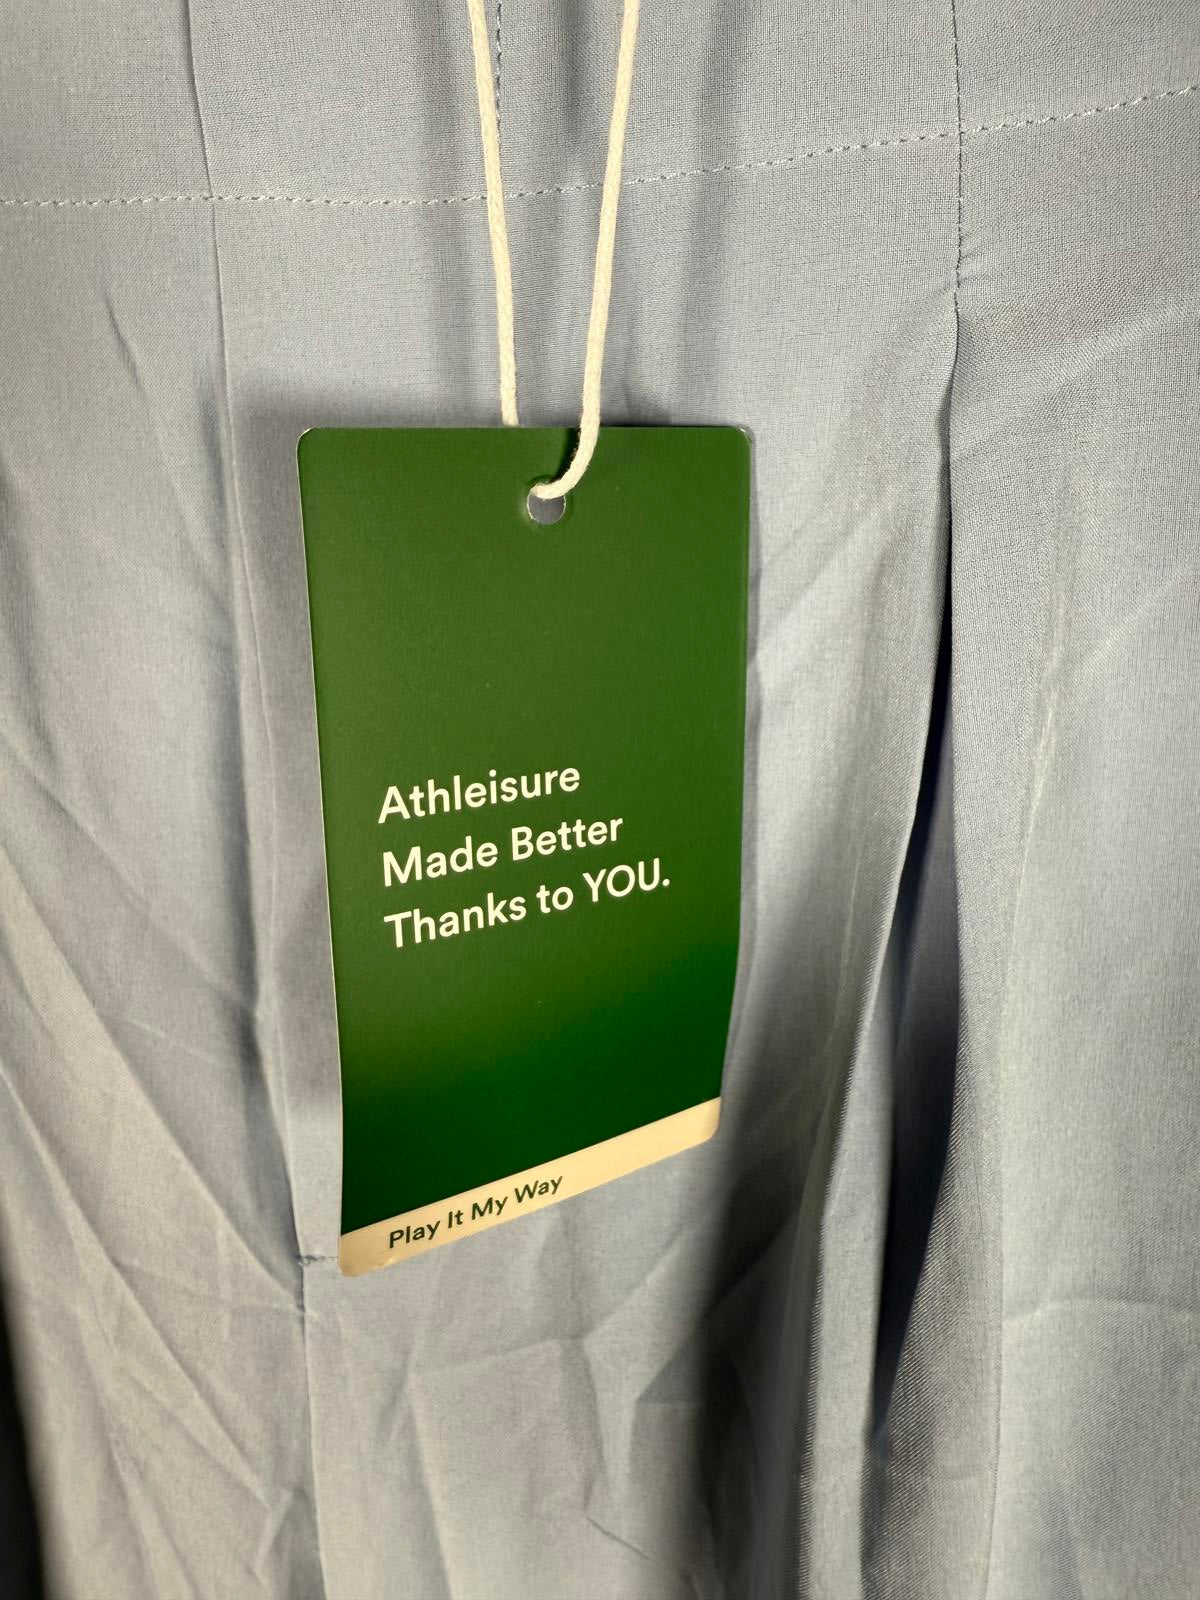 Athleisure
Made Better
Thanks to YOU.
Play It My Way